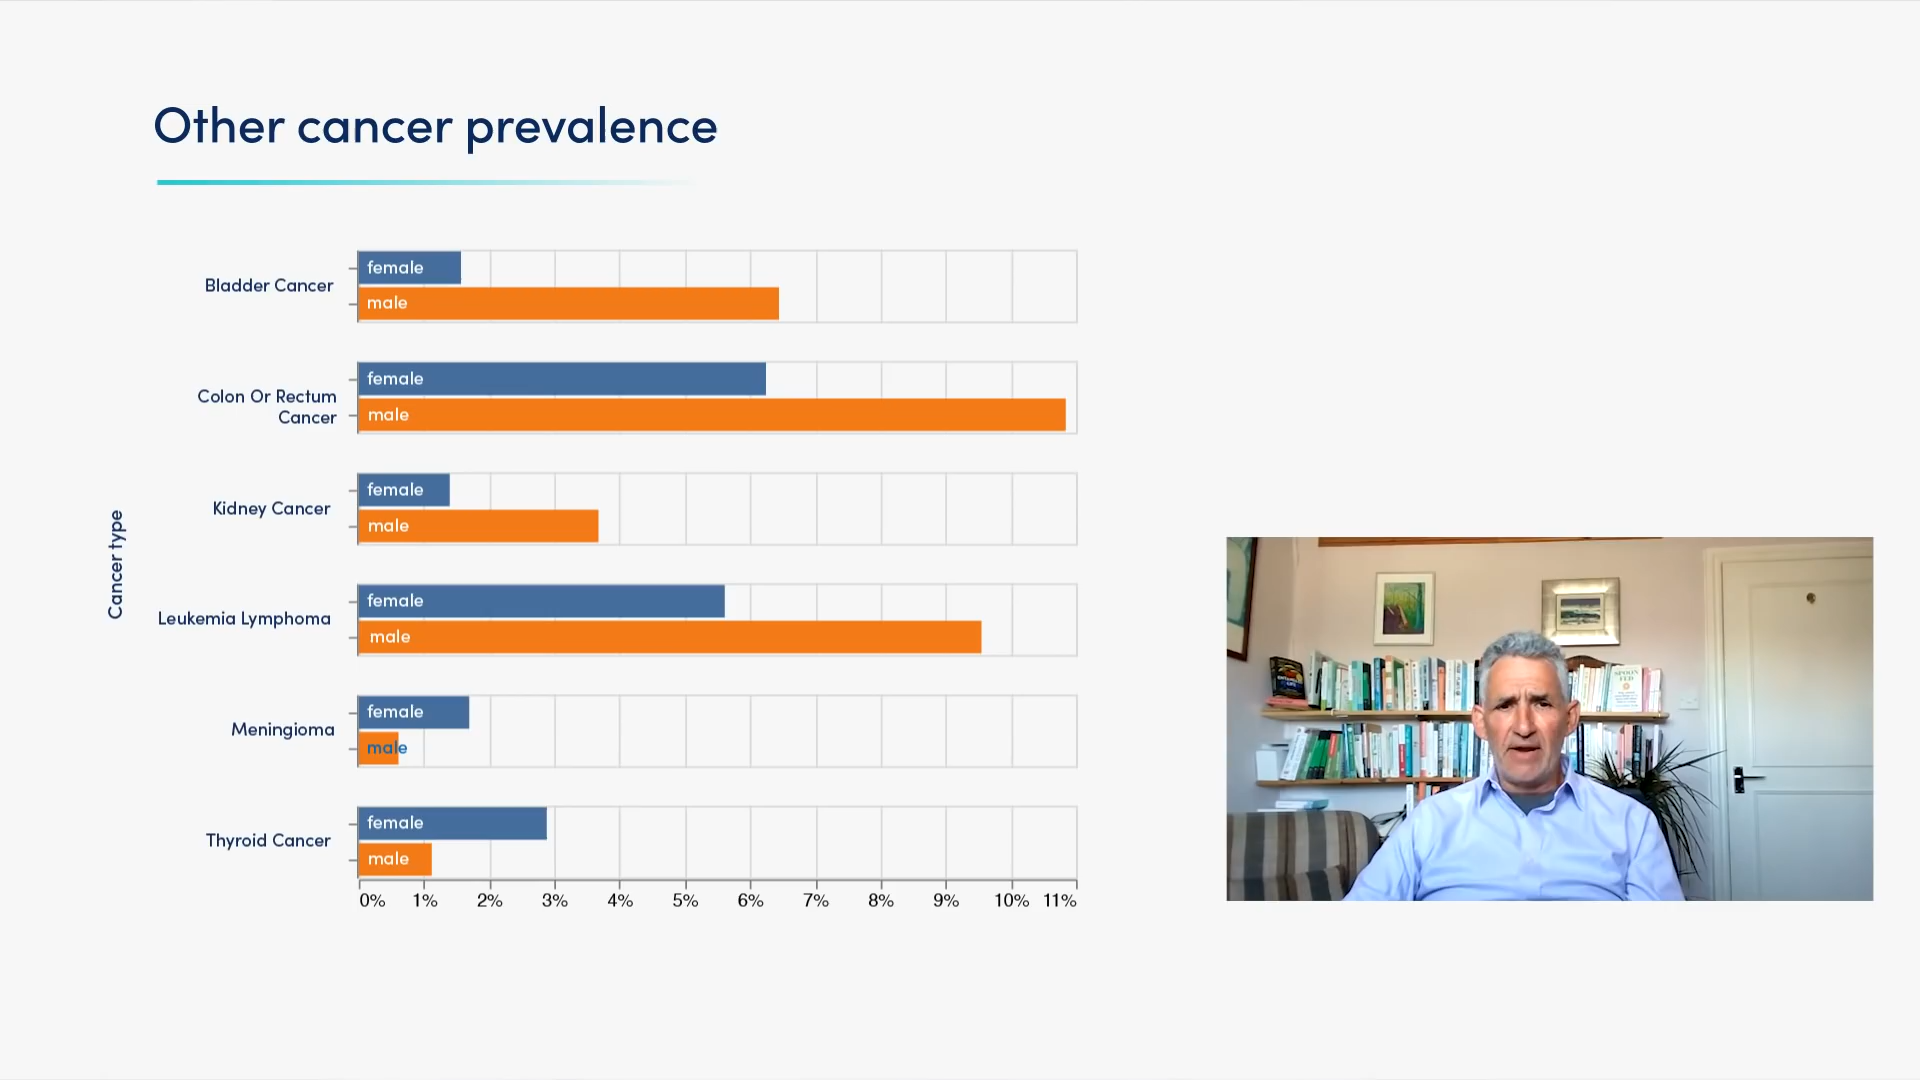 Other cancer prevalence
Cancer type
Bladder Cancer
female
male
Colon Or Rectum
Cancer
female
male
Kidney Cancer
female
male
Leukemia Lymphoma
female
male
Meningioma
female
male
Thyroid Cancer
female
male
0% 1% 2% 3% 4% 5% 6% 7% 8% 9% 10% 11%
SPOON
FED